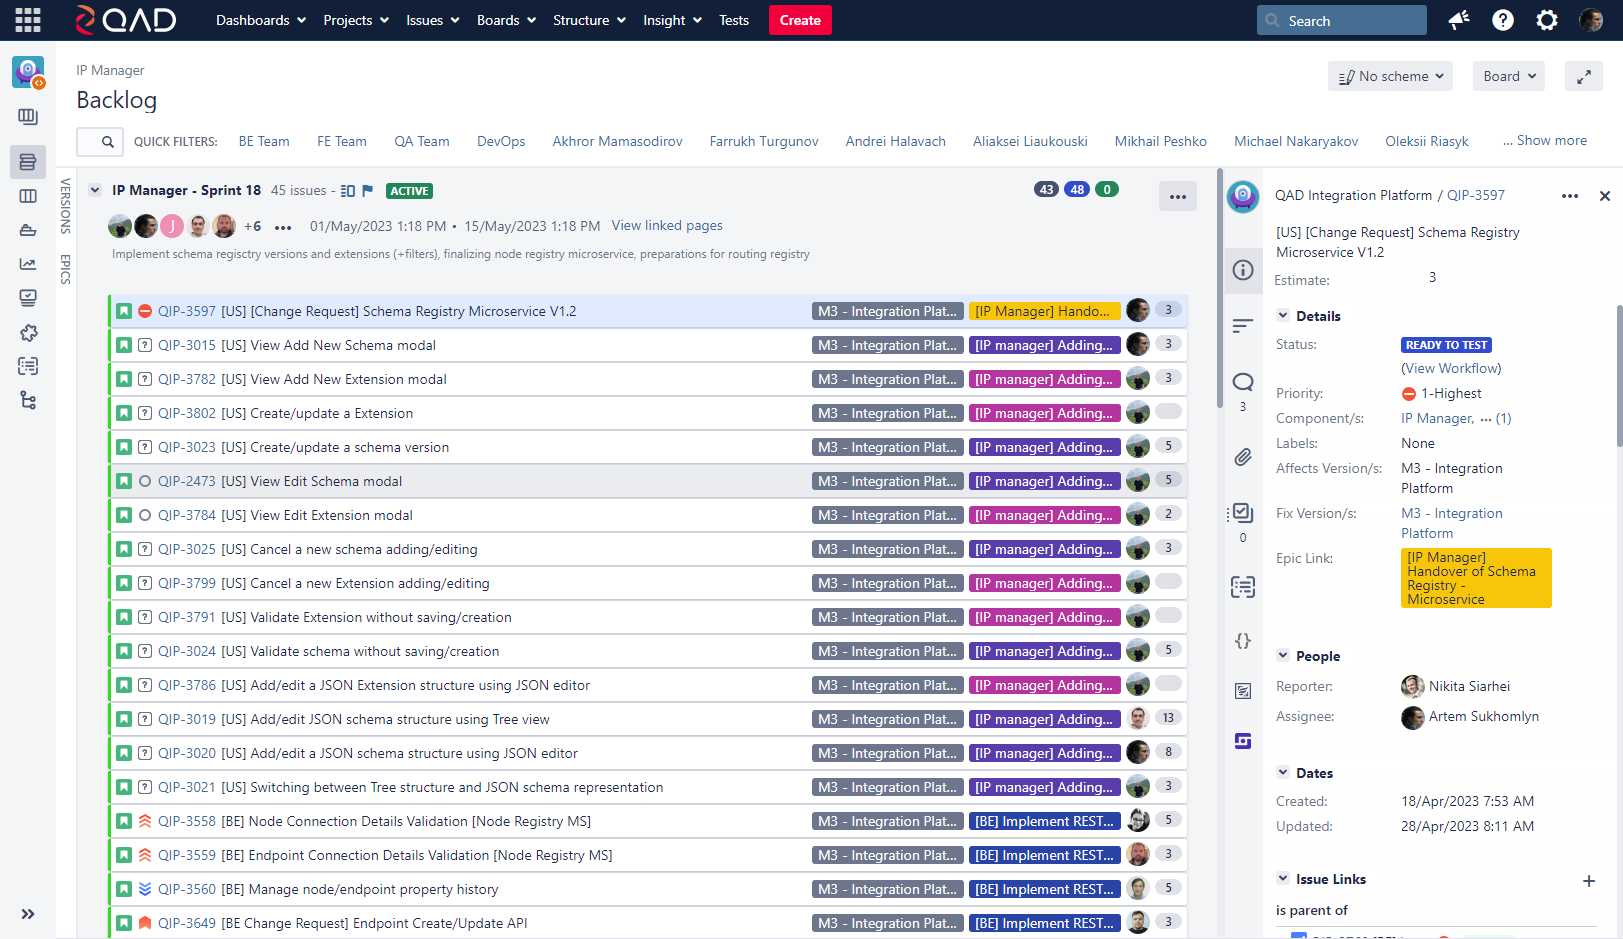 QAD Dashboards Projects Issues Boards Structure Insight Tests Create Search
IP Manager
Backlog
No scheme Board
QUICK FILTERS: BE Team FE Team QA Team DevOps Akhror Mamasodirov Farrukh Turgunov Andrei Halavach Aliaksei Liaukouski Mikhail Peshko Michael Nakaryakov Oleksii Riasyk ... Show more
VERSIONS
EPICS
IP Manager - Sprint 18 45 issues - ACTIVE 43 48 0
J +6 01/May/2023 1:18 PM • 15/May/2023 1:18 PM View linked pages
Implement schema regisctry versions and extensions (+filters), finalizing node registry microservice, preparations for routing registry
QIP-3597 [US] [Change Request] Schema Registry Microservice V1.2 M3 - Integration Plat... [IP Manager] Hando... 3
QIP-3015 [US] View Add New Schema modal M3 - Integration Plat... [IP manager] Adding... 3
QIP-3782 [US] View Add New Extension modal M3 - Integration Plat... [IP manager] Adding... 3
QIP-3802 [US] Create/update a Extension M3 - Integration Plat... [IP manager] Adding...
QIP-3023 [US] Create/update a schema version M3 - Integration Plat... [IP manager] Adding... 5
QIP-2473 [US] View Edit Schema modal M3 - Integration Plat... [IP manager] Adding... 5
QIP-3784 [US] View Edit Extension modal M3 - Integration Plat... [IP manager] Adding... 2
QIP-3025 [US] Cancel a new schema adding/editing M3 - Integration Plat... [IP manager] Adding... 3
QIP-3799 [US] Cancel a new Extension adding/editing M3 - Integration Plat... [IP manager] Adding...
QIP-3791 [US] Validate Extension without saving/creation M3 - Integration Plat... [IP manager] Adding...
QIP-3024 [US] Validate schema without saving/creation M3 - Integration Plat... [IP manager] Adding... 5
QIP-3786 [US] Add/edit a JSON Extension structure using JSON editor M3 - Integration Plat... [IP manager] Adding...
QIP-3019 [US] Add/edit JSON schema structure using Tree view M3 - Integration Plat... [IP manager] Adding... 13
QIP-3020 [US] Add/edit a JSON schema structure using JSON editor M3 - Integration Plat... [IP manager] Adding... 8
QIP-3021 [US] Switching between Tree structure and JSON schema representation M3 - Integration Plat... [IP manager] Adding... 3
QIP-3558 [BE] Node Connection Details Validation [Node Registry MS] M3 - Integration Plat... [BE] Implement REST... 5
QIP-3559 [BE] Endpoint Connection Details Validation [Node Registry MS] M3 - Integration Plat... [BE] Implement REST... 3
QIP-3560 [BE] Manage node/endpoint property history M3 - Integration Plat... [BE] Implement REST... 5
QIP-3649 [BE Change Request] Endpoint Create/Update API M3 - Integration Plat... [BE] Implement REST... 3
3
0
QAD Integration Platform / QIP-3597
[US] [Change Request] Schema Registry
Microservice V1.2
Estimate: 3
Details
Status: READY TO TEST
(View Workflow)
Priority: 1-Highest
Component/s: IP Manager, ... (1)
Labels: None
Affects Version/s: M3 - Integration
Platform
Fix Version/s: M3 - Integration
Platform
Epic Link: [IP Manager]
Handover of Schema
Registry -
Microservice
People
Reporter: Nikita Siarhei
Assignee: Artem Sukhomlyn
Dates
Created: 18/Apr/2023 7:53 AM
Updated: 28/Apr/2023 8:11 AM
Issue Links
is parent of